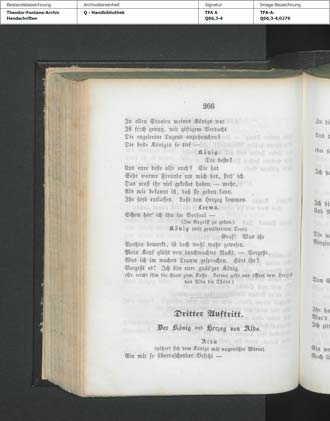 Bestandsbezeichnung
Archivalieneinheit
Signatur
Image-Bezeichnung
Theodor-Fontane-Archiv
Handschriften
Q - Handbibliothek
TFA A
Q66,3-4
TFA-A-
Q66,3-4,0276
266
In allen Staaten meines Königs wer
Ist frech genug, mit giftigem Verdacht
Die englischste Tugend anzuhauchen?
Die beste Königin so tief —
König.
Die beste?
Und eure beste also auch? Sie hat
Sehr warme Freunde um mich her, seh' ich.
Das muß ihr viel gekostet haben — mehr,
Als mir bekannt ist, daß sie geben kann.
Ihr seyd entlassen. Laßt den Herzog kommen.
Lerma.
Schon hör' ich ihn im Vorsaal —
(Im Begriff zu gehen.)
König (mit gemildertem Tone).
Graf! Was ihr
Vorhin bemerkt, ist doch wohl wahr gewesen.
Mein Kopf glüht von durchwachter Nacht. — Vergeßt,
Was ich im wachen Traum gesprochen. Hört ihr?
Vergeßt es! Ich bin euer gnäd'ger König.
(Er reicht ihm die Hand zum Kusse. Lerma geht und öffnet dem Herzog
von Alba die Thüre.)
Dritter Auftritt.
Der König und Herzog von Alba.
Alba
(nähert sich dem Könige mit ungewisser Miene).
Ein mir so überraschender Befehl —